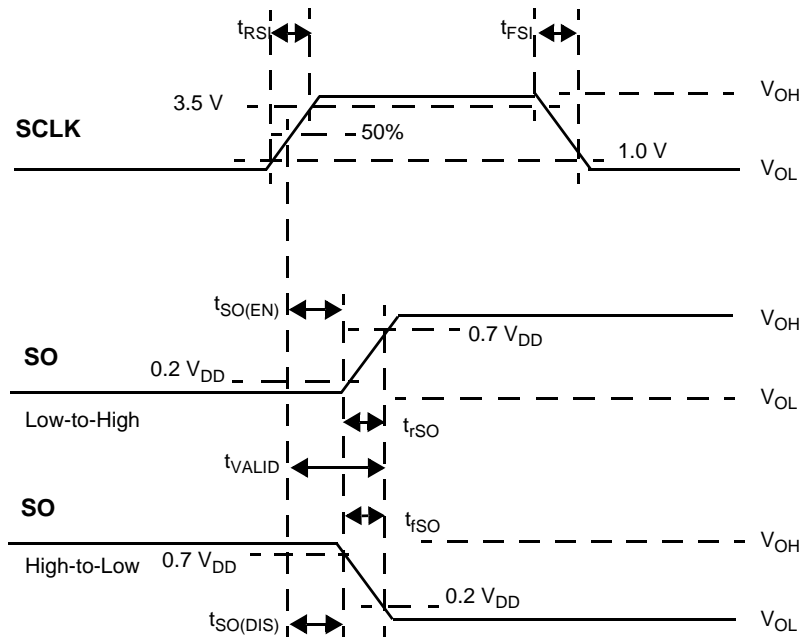 tRSI
tFSI
3.5 V
VOH
SCLK
50%
1.0 V
VOL
tSO(EN)
VOH
0.7 VDD
SO
0.2 VDD
VOL
Low-to-High
trSO
tVALID
SO
tfSO
VOH
High-to-Low
0.7 VDD
0.2 VDD
tSO(DIS)
VOL